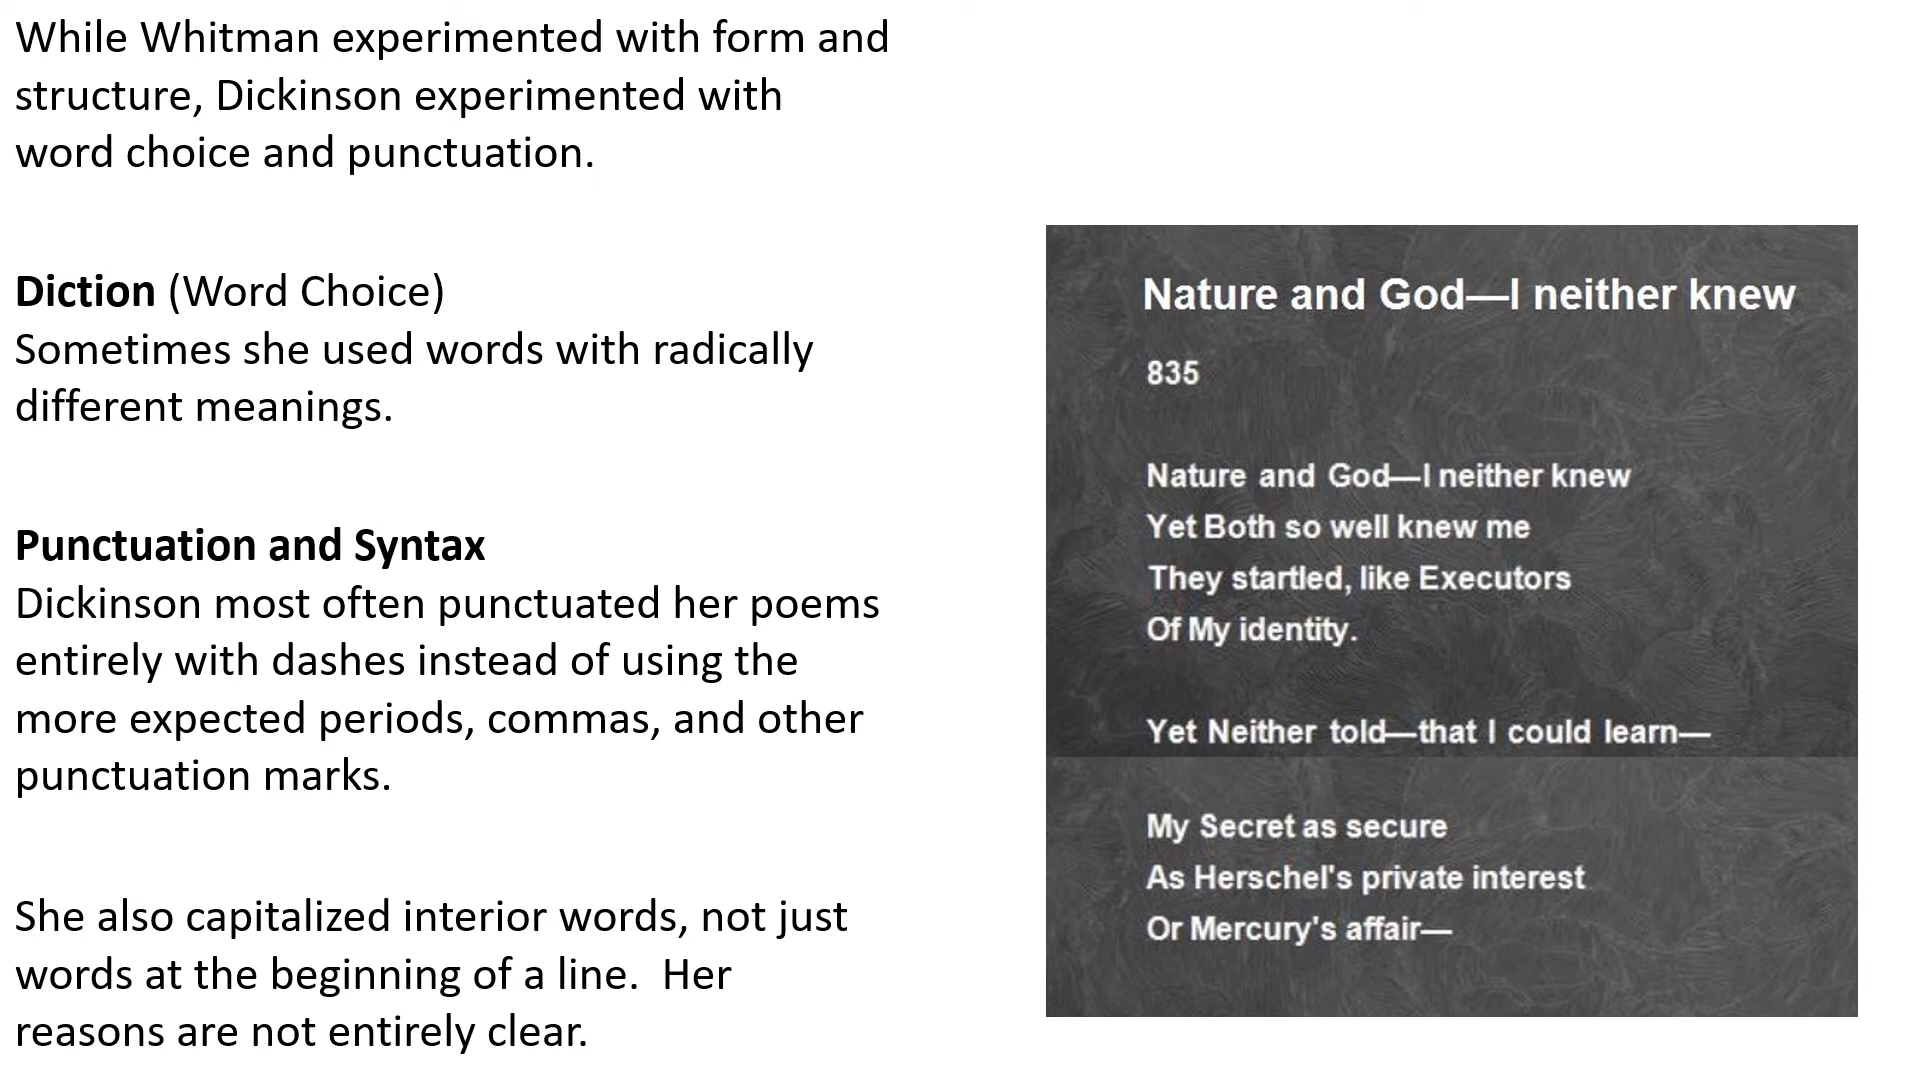 While Whitman experimented with form and
structure, Dickinson experimented with
word choice and punctuation.
Diction (Word Choice)
Sometimes she used words with radically
different meanings.
Punctuation and Syntax
Dickinson most often punctuated her poems
entirely with dashes instead of using the
more expected periods, commas, and other
punctuation marks.
She also capitalized interior words, not just
words at the beginning of a line.  Her
reasons are not entirely clear.
Nature and God—I neither knew
835
Nature and God—I neither knew
Yet Both so well knew me
They startled, like Executors
Of My identity.
Yet Neither told—that I could learn—
My Secret as secure
As Herschel's private interest
Or Mercury's affair—